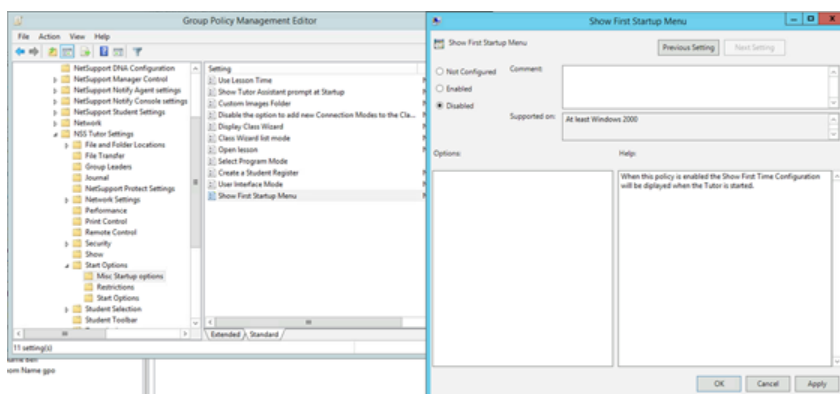 Group Policy Management Editor
File Action View Help
NetSupport DNA Configuration
NetSupport Manager Control
NetSupport Notify Agent settings
NetSupport Notify Console settings
NetSupport Student Settings
Network
NSS Tutor Settings
File and Folder Locations
File Transfer
Group Leaders
Journal
NetSupport Protect Settings
Network Settings
Performance
Print Control
Remote Control
Security
Show
Start Options
Misc Startup options
Restrictions
Start Options
Student Selection
Student Toolbar
Setting
Use Lesson Time
Show Tutor Assistant prompt at Startup
Custom Images Folder
Disable the option to add new Connection Modes to the Cla...
Display Class Wizard
Class Wizard list mode
Open lesson
Select Program Mode
Create a Student Register
User Interface Mode
Show First Startup Menu
Extended Standard
11 setting(s)
om Name gpo
Show First Startup Menu
Show First Startup Menu
Previous Setting Next Setting
Not Configured Comment:
Enabled
Disabled
Supported on: At least Windows 2000
Options: Help:
When this policy is enabled the Show First Time Configuration
will be diplayed when the Tutor is started.
OK Cancel Apply